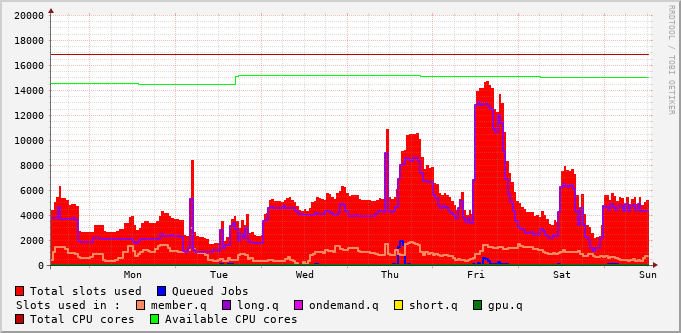 RRDTOOL / TOBI OETIKER
20000
18000
16000
14000
12000
10000
8000
6000
4000
2000
0
Mon Tue Wed Thu Fri Sat Sun
Total slots used Queued Jobs
Slots used in : member.q long.q ondemand.q short.q gpu.q
Total CPU cores Available CPU cores